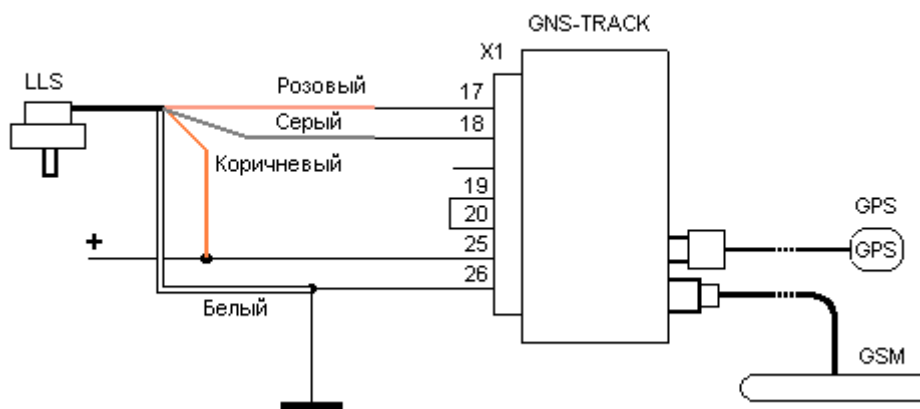 GNS-TRACK
X1
LLS
Розовый
17
Серый
18
Коричневый
19
20
GPS
+
25
GPS
26
Белый
GSM